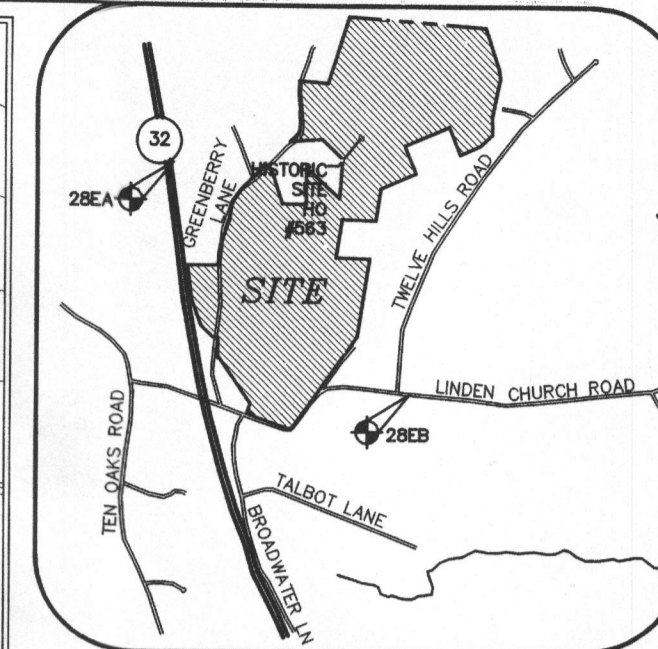 32
28EA
GREENBERRY
LANE
HISTORIC
SITE
HO
#563
SITE
TWELVE HILLS ROAD
LINDEN CHURCH ROAD
28EB
TEN OAKS ROAD
TALBOT LANE
BROADWATER LN